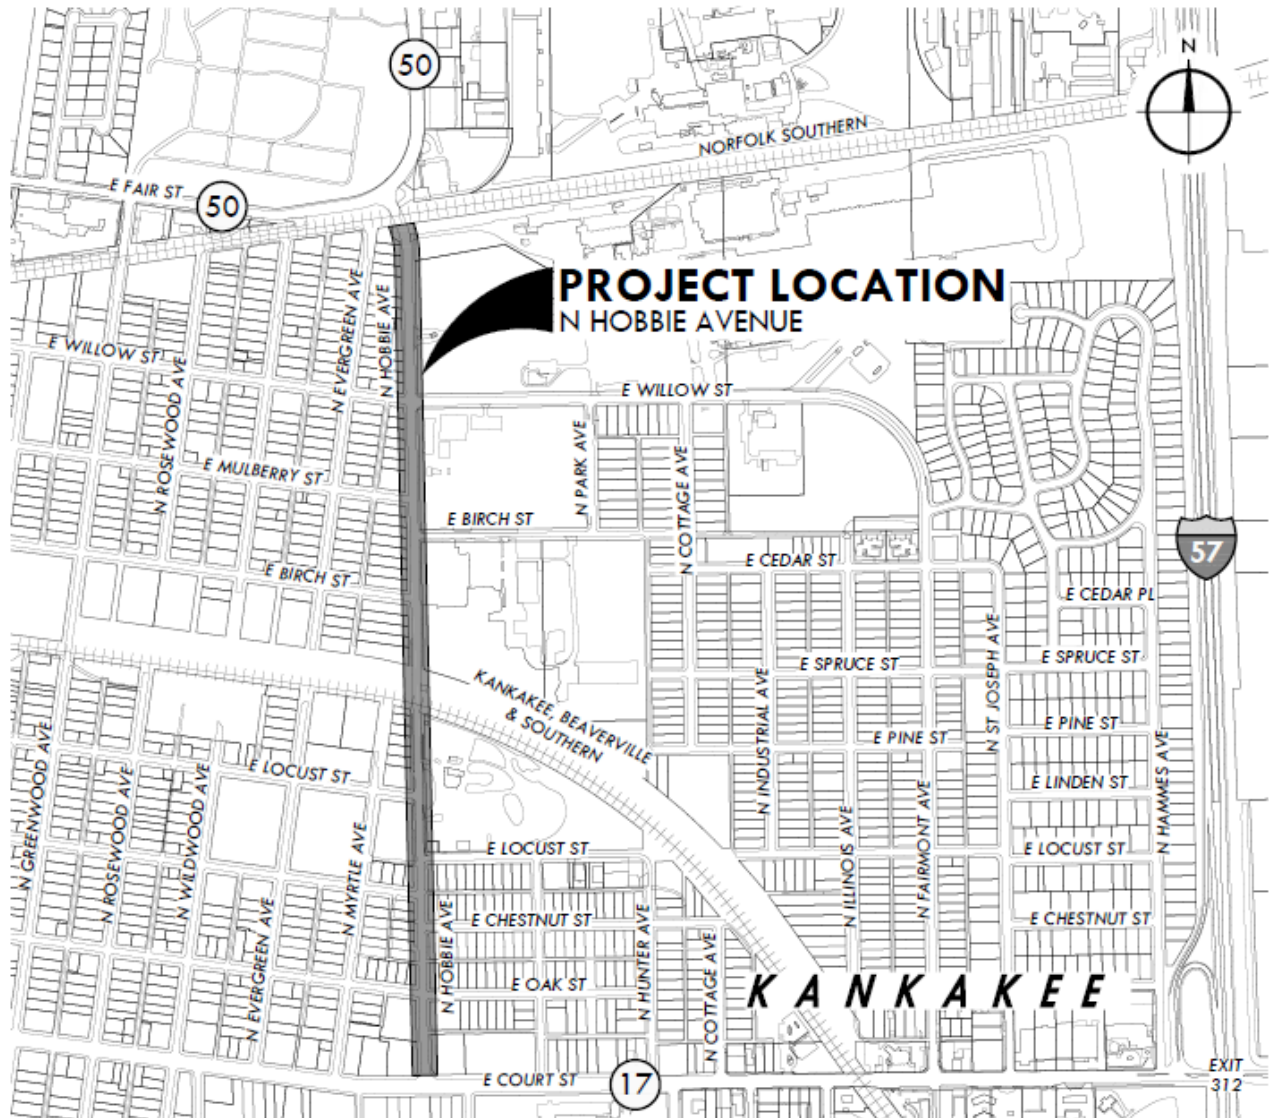 50
N
NORFOLK SOUTHERN
E FAIR ST
50
PROJECT LOCATION
N HOBBIE AVENUE
N EVERGREEN AVE
N HOBBIE AVE
E WILLOW ST
N ROSEWOOD AVE
E WILLOW ST
E MULBERRY ST
N PARK AVE
N COTTAGE AVE
E BIRCH ST
57
E CEDAR ST
E BIRCH ST
E CEDAR PL
N ST JOSEPH AVE
E SPRUCE ST
E SPRUCE ST
KANKAKEE, BEAVERVILLE
& SOUTHERN
N INDUSTRIAL AVE
E PINE ST
E PINE ST
N GREENWOOD AVE
N ROSEWOOD AVE
N WILDWOOD AVE
E LOCUST ST
E LINDEN ST
N HAMMES AVE
N MYRTLE AVE
N ILLINOIS AVE
N FAIRMONT AVE
E LOCUST ST
E LOCUST ST
N EVERGREEN AVE
N HOBBIE AVE
E CHESTNUT ST
N HUNTER AVE
E CHESTNUT ST
N COTTAGE AVE
E OAK ST
KANKAKEE
E COURT ST
17
EXIT
312